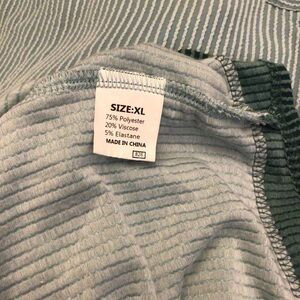 SIZE:XL
75% Polyester
20% Viscose
5% Elastane
MADE IN CHINA